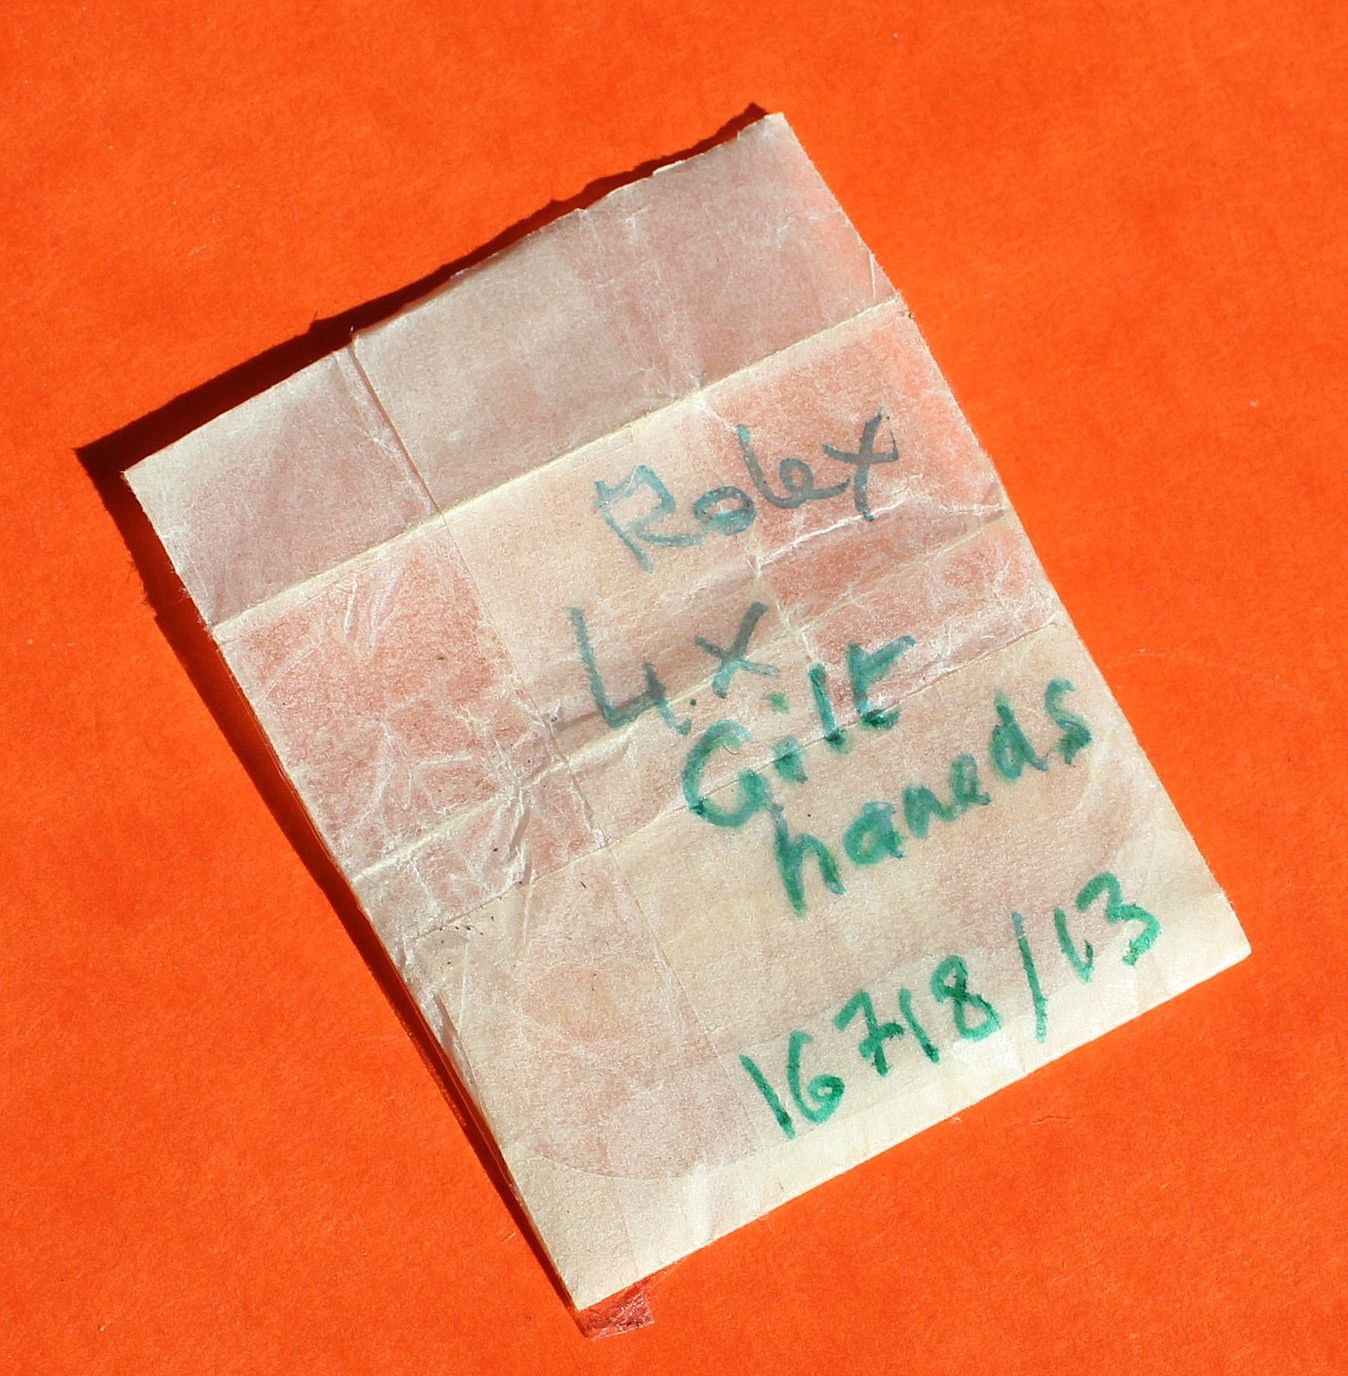 Rolex
4.x
Gilt
haneds
16718/13